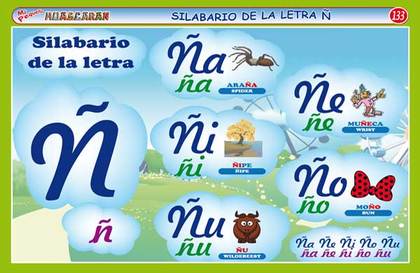 Mi Pequeño HUASCARAN
SILABARIO DE LA LETRA Ñ
133
Silabario
de la letra
Ñ
ñ
Ña
ña
ARAÑA
SPIDER
Ñe
ñe
MUÑECA
WRIST
Ñi
ñi
ÑIPE
ÑIPE
Ño
ño
MOÑO
BUN
Ñu
ñu
ÑU
WILDEBEEST
Ña Ñe Ñi Ño Ñu
ña ñe ñi ño ñu